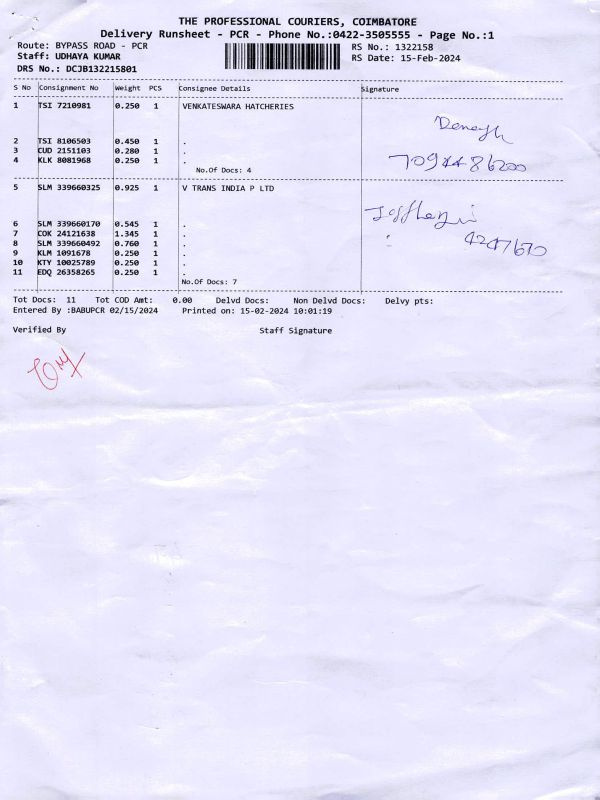 THE PROFESSIONAL COURIERS, COIMBATORE
Delivery Runsheet - PCR - Phone No.:0422-3505555 - Page No.:1
Route: BYPASS ROAD - PCR RS No.: 1322158
Staff: UDHAYA KUMAR RS Date: 15-Feb-2024
DRS No.: DCJB132215801
S No Consignment No Weight PCS Consignee Details Signature
1 TSI 7210981 0.250 1 VENKATESWARA HATCHERIES
2 TSI 8106503 0.450 1 .
3 CUD 2151103 0.280 1 .
4 KLK 8081968 0.250 1 .
No.Of Docs: 4
7094486200
5 SLM 339660325 0.925 1 V TRANS INDIA P LTD
6 SLM 339660170 0.545 1 .
7 COK 24121638 1.345 1 .
8 SLM 339660492 0.760 1 .
4247670
9 KLM 1091678 0.250 1 .
10 KTY 10025789 0.250 1 .
11 EDQ 26358265 0.250 1 .
No.Of Docs: 7
Tot Docs: 11 Tot COD Amt: 0.00 Delvd Docs: Non Delvd Docs: Delvy pts:
Entered By :BABUPCR 02/15/2024 Printed on: 15-02-2024 10:01:19
Verified By Staff Signature